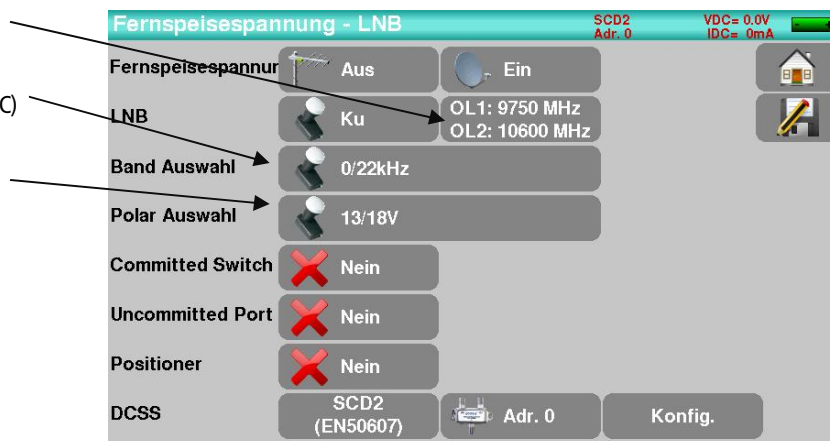 Fernspeisespannung - LNB
SCD2
Adr. 0
VDC= 0.0V
IDC= 0mA
Fernspeisespannur
Aus
Ein
C)
LNB
Ku
OL1: 9750 MHz
OL2: 10600 MHz
Band Auswahl
0/22kHz
Polar Auswahl
13/18V
Committed Switch
Nein
Uncommitted Port
Nein
Positioner
Nein
DCSS
SCD2
(EN50607)
Adr. 0
Konfig.